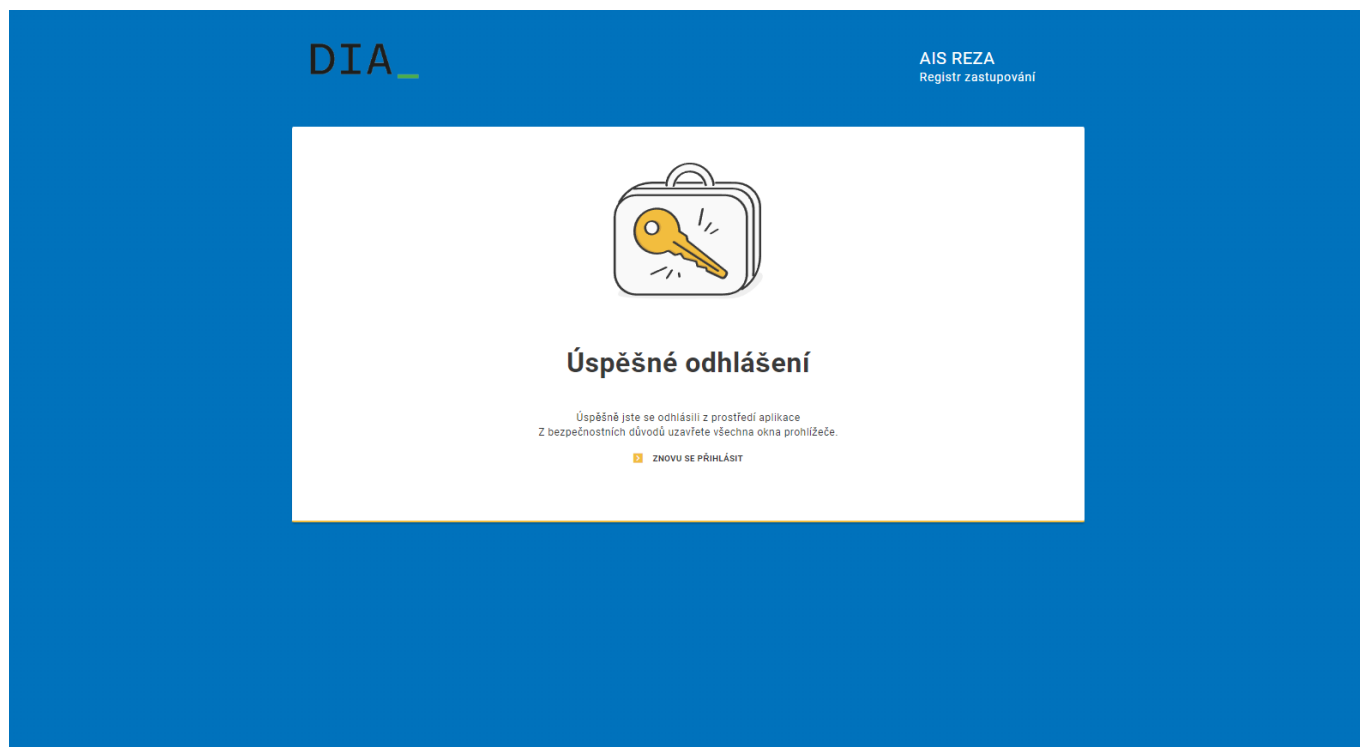 DIA_
AIS REZA
Registr zastupování
Úspěšné odhlášení
Úspěšně jste se odhlásili z prostředí aplikace
Z bezpečnostních důvodů uzavřete všechna okna prohlížeče.
ZNOVU SE PŘIHLÁSIT